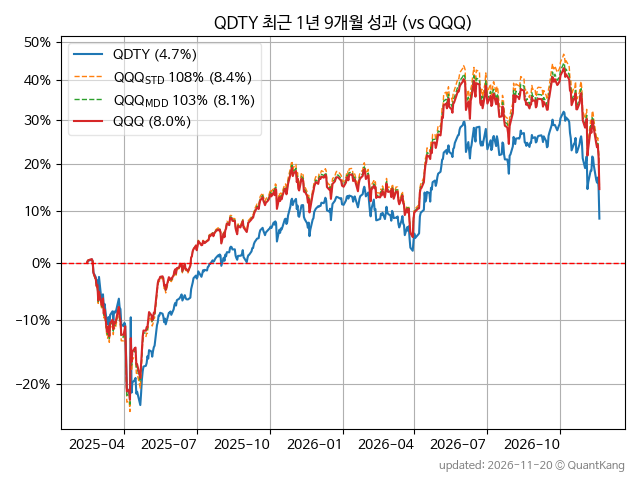 QDTY 최근 1년 9개월 성과 (vs QQQ)
50%
40%
30%
20%
10%
0%
−10%
−20%
QDTY (4.7%)
QQQSTD 108% (8.4%)
QQQMDD 103% (8.1%)
QQQ (8.0%)
2025−04
2025−07
2025−10
2026−01
2026−04
2026−07
2026−10
updated: 2026-11-20 © QuantKang